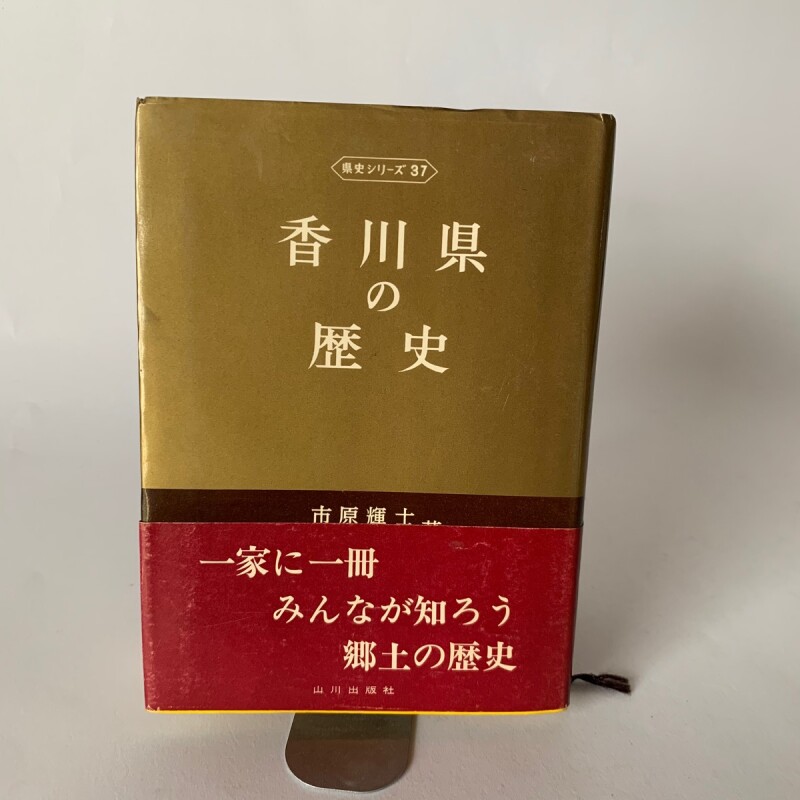 県史シリーズ 37
香川県
の
歴史
市原輝士
一家に一冊
みんなが知ろう
郷土の歴史
山川出版社